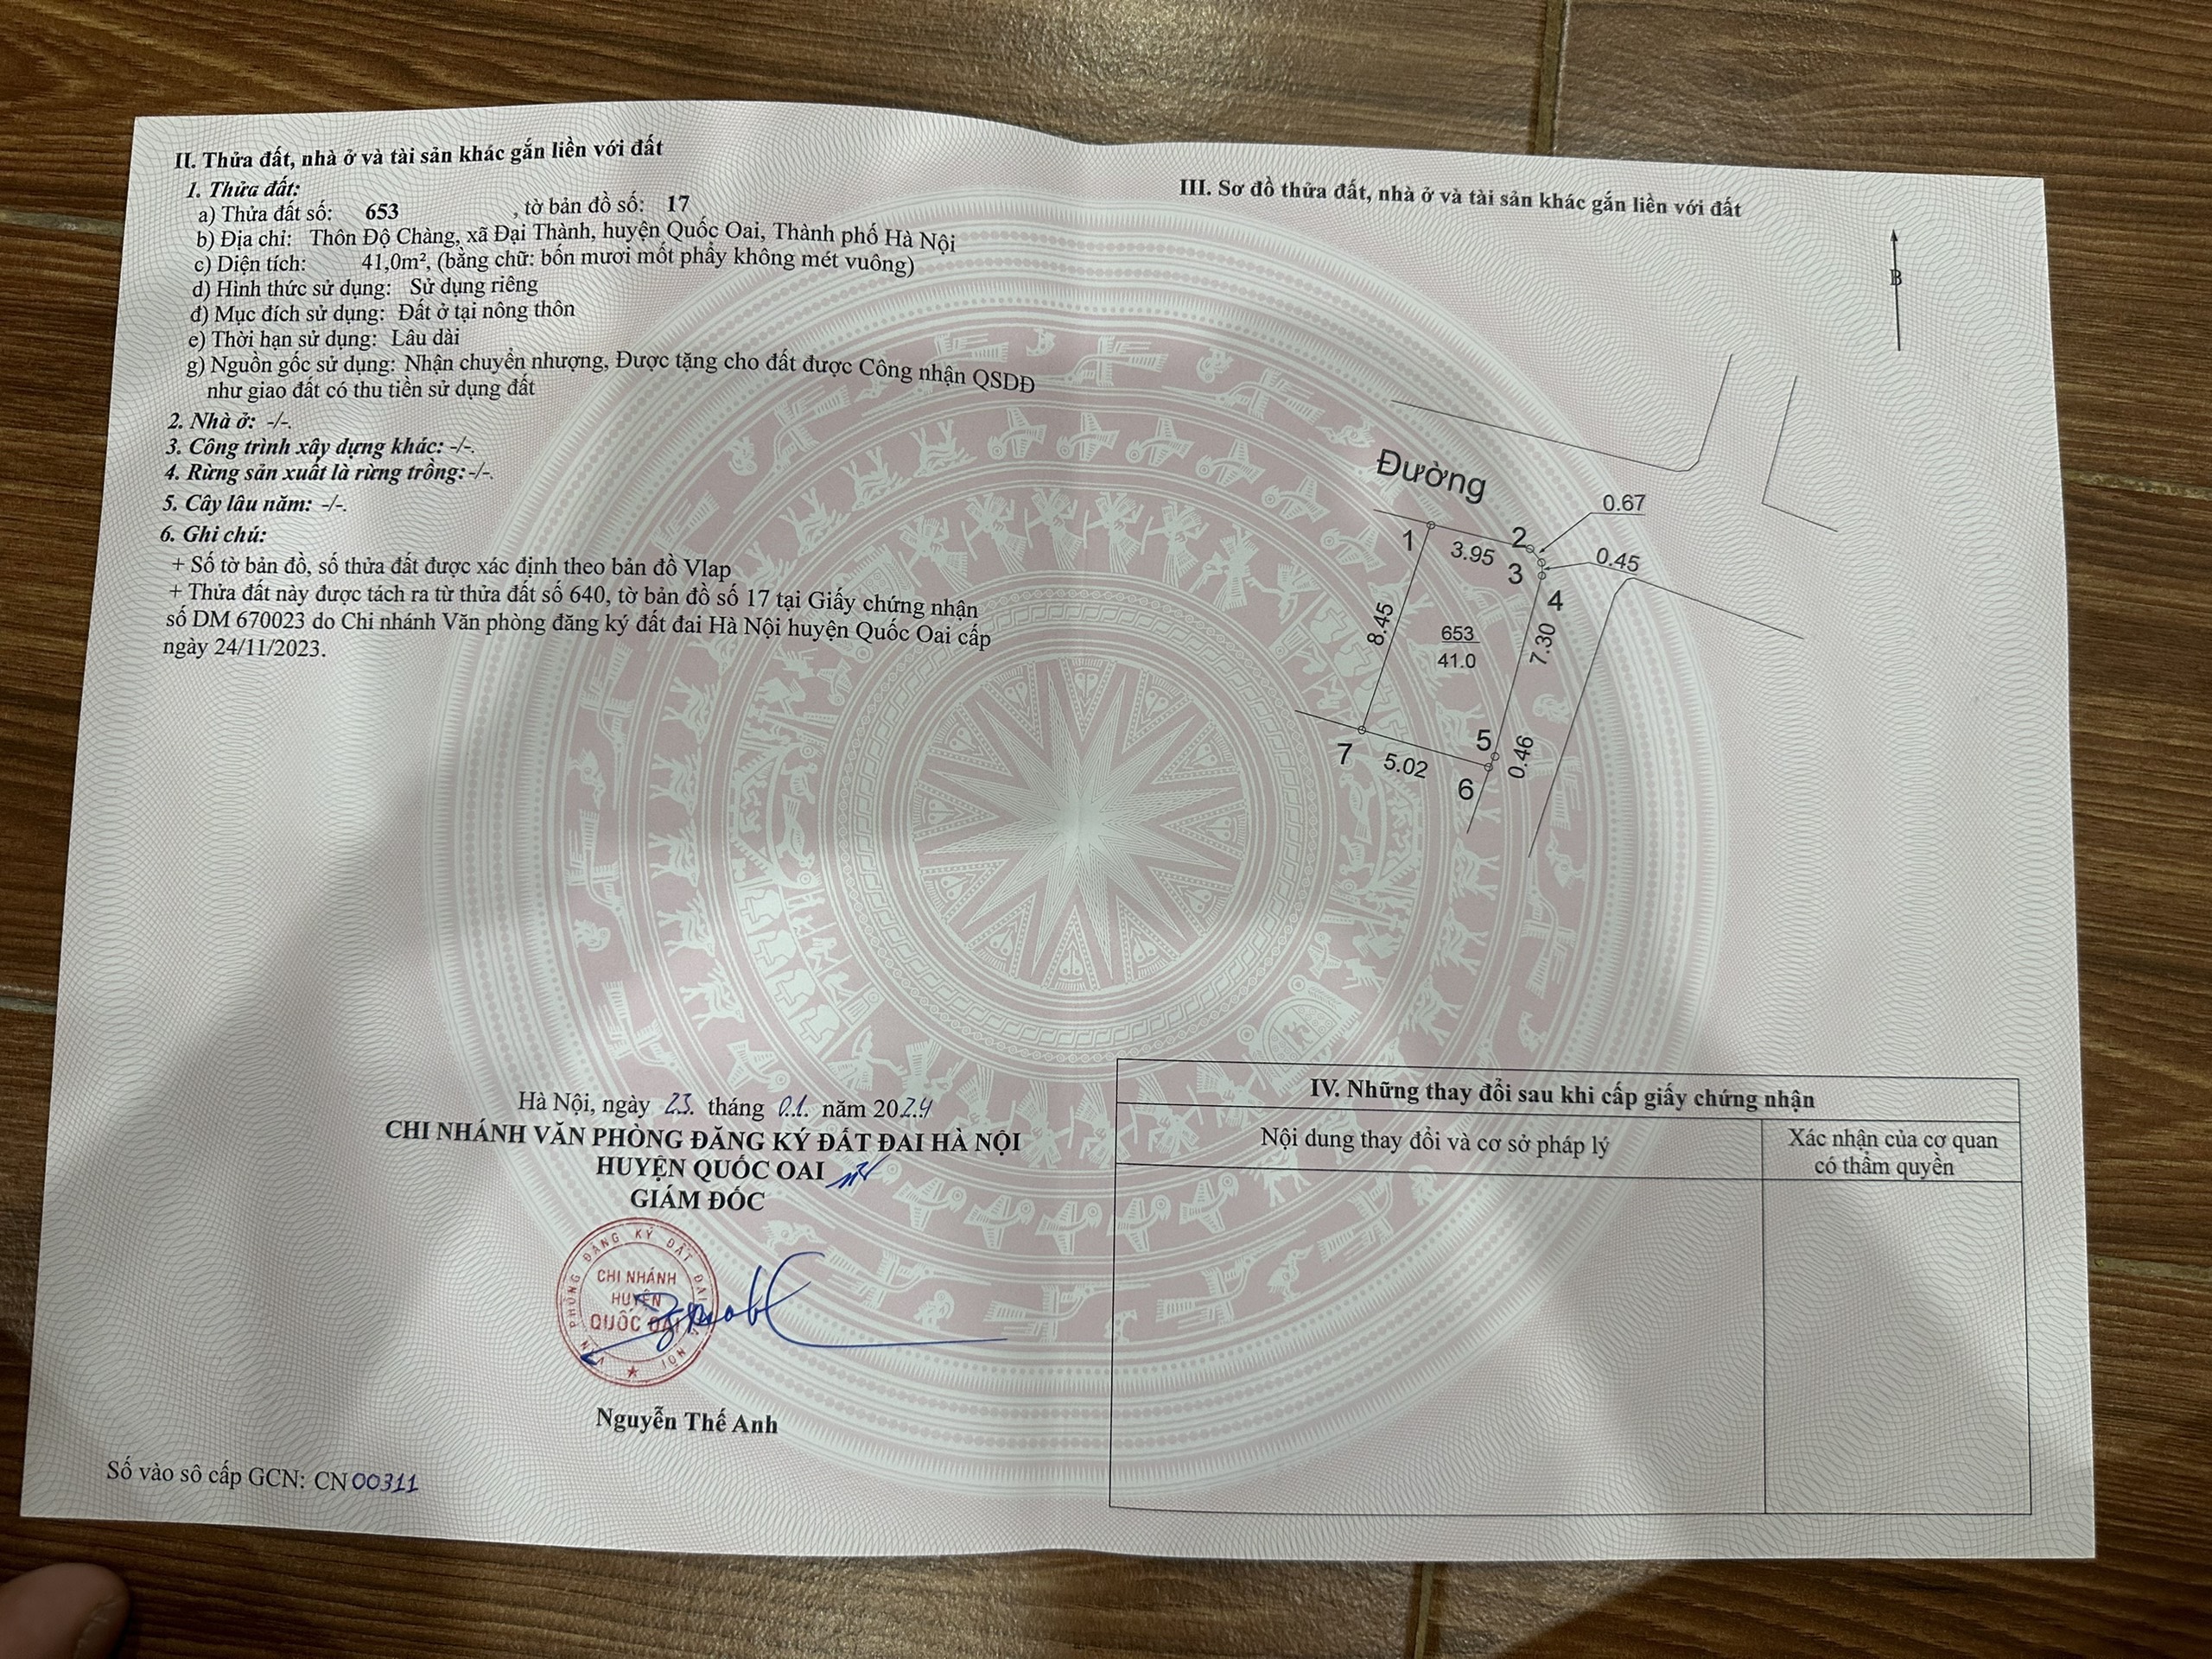 II. Thửa đất, nhà ở và tài sản khác gắn liền với đất
1. Thửa đất:
a) Thửa đất số: 653 , tờ bản đồ số: 17
b) Địa chỉ: Thôn Độ Chàng, xã Đại Thành, huyện Quốc Oai, Thành phố Hà Nội
c) Diện tích: 41,0m², (bằng chữ: bốn mươi mốt phẩy không mét vuông)
d) Hình thức sử dụng: Sử dụng riêng
đ) Mục đích sử dụng: Đất ở tại nông thôn
e) Thời hạn sử dụng: Lâu dài
g) Nguồn gốc sử dụng: Nhận chuyển nhượng, Được tặng cho đất được Công nhận QSDĐ
như giao đất có thu tiền sử dụng đất
2. Nhà ở: -/-.
3. Công trình xây dựng khác: -/-.
4. Rừng sản xuất là rừng trồng: -/-.
5. Cây lâu năm: -/-.
6. Ghi chú:
+ Số tờ bản đồ, số thửa đất được xác định theo bản đồ Vlap
+ Thửa đất này được tách ra từ thửa đất số 640, tờ bản đồ số 17 tại Giấy chứng nhận
số DM 670023 do Chi nhánh Văn phòng đăng ký đất đai Hà Nội huyện Quốc Oai cấp
ngày 24/11/2023.
Hà Nội, ngày 23. tháng 01. năm 2024
CHI NHÁNH VĂN PHÒNG ĐĂNG KÝ ĐẤT ĐAI HÀ NỘI
HUYỆN QUỐC OAI
GIÁM ĐỐC
VĂN PHÒNG ĐĂNG KÝ ĐẤT ĐAI HÀ NỘI
CHI NHÁNH
HUYỆN
QUỐC OAI
Nguyễn Thế Anh
Số vào sổ cấp GCN: CN 00311
III. Sơ đồ thửa đất, nhà ở và tài sản khác gắn liền với đất
B
Đường
0.67
1
3.95
2
0.45
3
4
8.45
653
41.0
7.30
7
5.02
5
6
0.46
IV. Những thay đổi sau khi cấp giấy chứng nhận
Nội dung thay đổi và cơ sở pháp lý
Xác nhận của cơ quan
có thẩm quyền